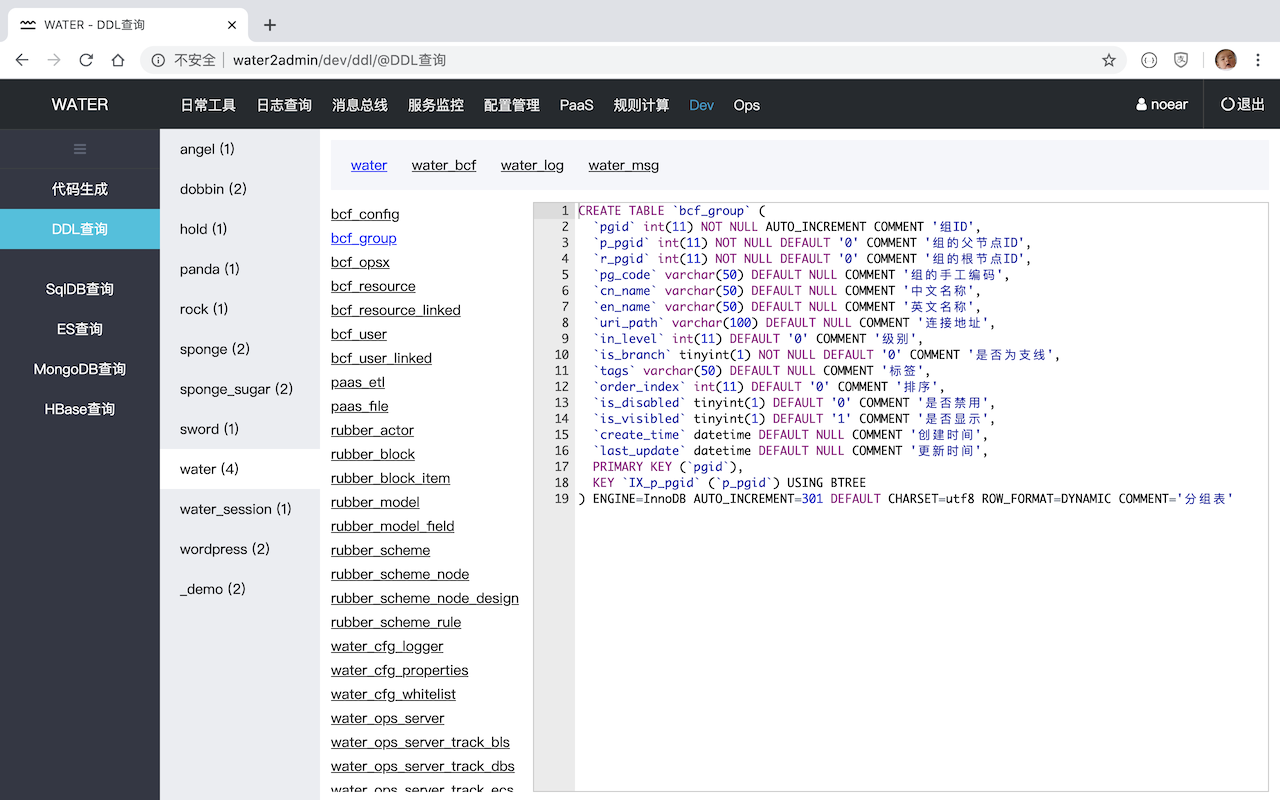 WATER - DDL查询
不安全 water2admin/dev/ddl/@DDL查询
WATER 日常工具 日志查询 消息总线 服务监控 配置管理 PaaS 规则计算 Dev Ops noear 退出
代码生成
DDL查询
SqlDB查询
ES查询
MongoDB查询
HBase查询
angel (1)
dobbin (2)
hold (1)
panda (1)
rock (1)
sponge (2)
sponge_sugar (2)
sword (1)
water (4)
water_session (1)
wordpress (2)
_demo (2)
water water_bcf water_log water_msg
bcf_config
bcf_group
bcf_opsx
bcf_resource
bcf_resource_linked
bcf_user
bcf_user_linked
paas_etl
paas_file
rubber_actor
rubber_block
rubber_block_item
rubber_model
rubber_model_field
rubber_scheme
rubber_scheme_node
rubber_scheme_node_design
rubber_scheme_rule
water_cfg_logger
water_cfg_properties
water_cfg_whitelist
water_ops_server
water_ops_server_track_bls
water_ops_server_track_dbs
water_ops_server_track_ecs
1 CREATE TABLE `bcf_group` (
2 `pgid` int(11) NOT NULL AUTO_INCREMENT COMMENT '组ID',
3 `p_pgid` int(11) NOT NULL DEFAULT '0' COMMENT '组的父节点ID',
4 `r_pgid` int(11) NOT NULL DEFAULT '0' COMMENT '组的根节点ID',
5 `pg_code` varchar(50) DEFAULT NULL COMMENT '组的手工编码',
6 `cn_name` varchar(50) DEFAULT NULL COMMENT '中文名称',
7 `en_name` varchar(50) DEFAULT NULL COMMENT '英文名称',
8 `uri_path` varchar(100) DEFAULT NULL COMMENT '连接地址',
9 `in_level` int(11) DEFAULT '0' COMMENT '级别',
10 `is_branch` tinyint(1) NOT NULL DEFAULT '0' COMMENT '是否为支线',
11 `tags` varchar(50) DEFAULT NULL COMMENT '标签',
12 `order_index` int(11) DEFAULT '0' COMMENT '排序',
13 `is_disabled` tinyint(1) DEFAULT '0' COMMENT '是否禁用',
14 `is_visibled` tinyint(1) DEFAULT '1' COMMENT '是否显示',
15 `create_time` datetime DEFAULT NULL COMMENT '创建时间',
16 `last_update` datetime DEFAULT NULL COMMENT '更新时间',
17 PRIMARY KEY (`pgid`),
18 KEY `IX_p_pgid` (`p_pgid`) USING BTREE
19 ) ENGINE=InnoDB AUTO_INCREMENT=301 DEFAULT CHARSET=utf8 ROW_FORMAT=DYNAMIC COMMENT='分组表'